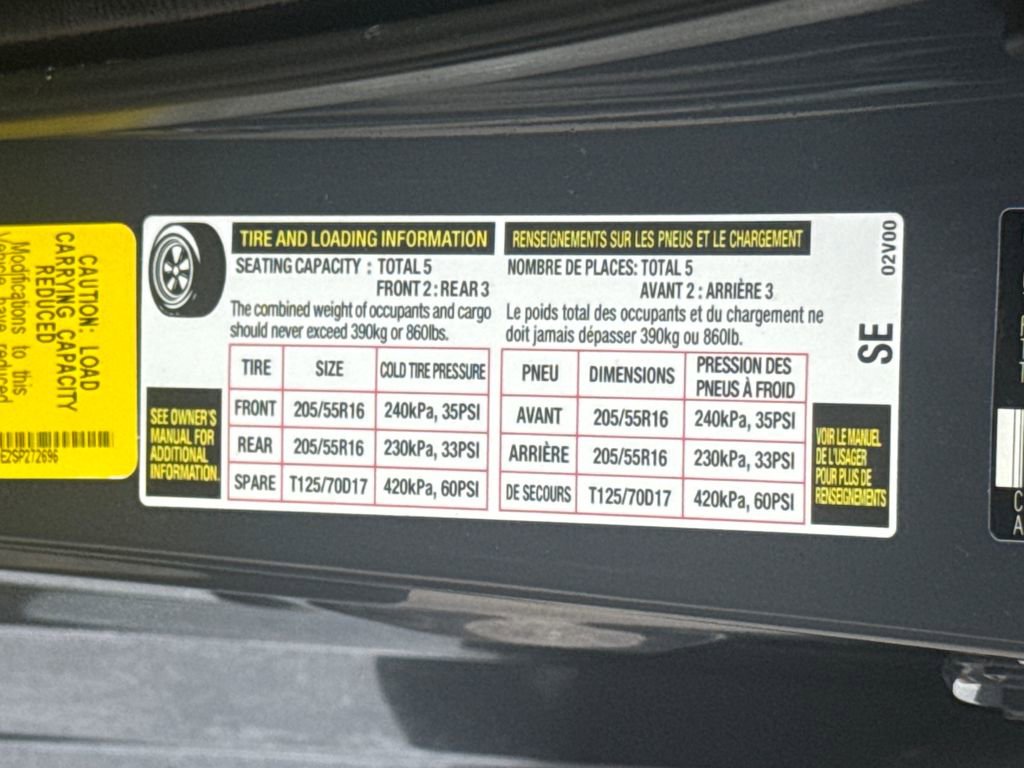 CAUTION: LOAD
CARRYING CAPACITY
REDUCED
Modifications to this
Vehicle have reduced
E2SP272696
TIRE AND LOADING INFORMATION
SEATING CAPACITY : TOTAL 5
FRONT 2 : REAR 3
The combined weight of occupants and cargo
should never exceed 390kg or 860lbs.
TIRE SIZE COLD TIRE PRESSURE
FRONT 205/55R16 240kPa, 35PSI
REAR 205/55R16 230kPa, 33PSI
SPARE T125/70D17 420kPa, 60PSI
SEE OWNER'S
MANUAL FOR
ADDITIONAL
INFORMATION.
RENSEIGNEMENTS SUR LES PNEUS ET LE CHARGEMENT
NOMBRE DE PLACES: TOTAL 5
AVANT 2 : ARRIÈRE 3
Le poids total des occupants et du chargement ne
doit jamais dépasser 390kg ou 860lb.
PNEU DIMENSIONS PRESSION DES
PNEUS À FROID
AVANT 205/55R16 240kPa, 35PSI
ARRIÈRE 205/55R16 230kPa, 33PSI
DE SECOURS T125/70D17 420kPa, 60PSI
VOIR LE MANUEL
DE L'USAGER
POUR PLUS DE
RENSEIGNEMENTS
02V00
SE